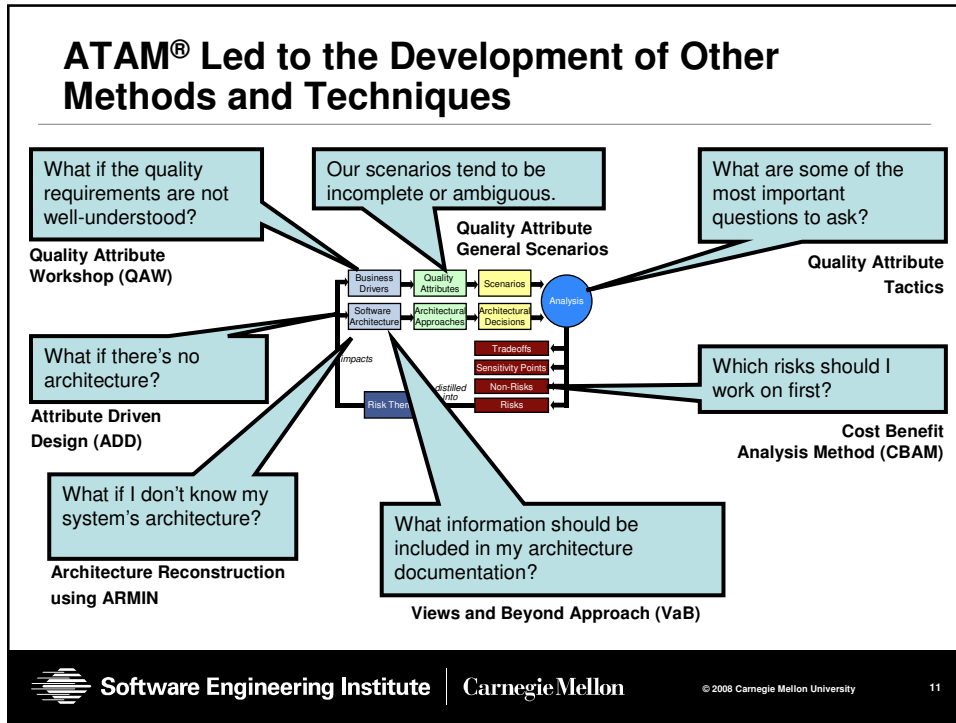 ATAM® Led to the Development of Other
Methods and Techniques
What if the quality
requirements are not
well-understood?
Quality Attribute
Workshop (QAW)
Our scenarios tend to be
incomplete or ambiguous.
Quality Attribute
General Scenarios
What are some of the
most important
questions to ask?
Quality Attribute
Tactics
Business
Drivers
Quality
Attributes
Scenarios
Analysis
Software
Architecture
Architectural
Approaches
Architectural
Decisions
impacts
Tradeoffs
Sensitivity Points
Non-Risks
Risks
distilled
into
Risk Them
What if there's no
architecture?
Attribute Driven
Design (ADD)
Which risks should I
work on first?
Cost Benefit
Analysis Method (CBAM)
What if I don't know my
system's architecture?
Architecture Reconstruction
using ARMIN
What information should be
included in my architecture
documentation?
Views and Beyond Approach (VaB)
Software Engineering Institute
Carnegie Mellon
© 2008 Carnegie Mellon University
11